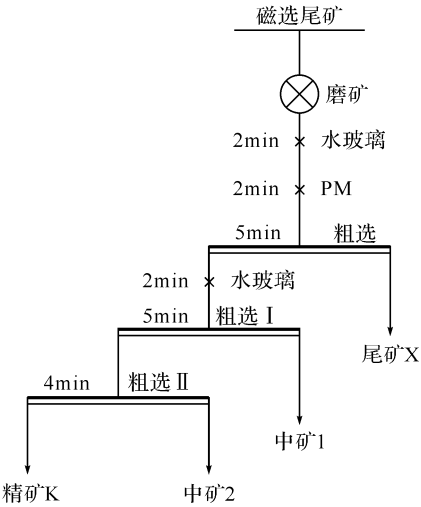 磁选尾矿
磨矿
2min 水玻璃
2min PM
5min 粗选
2min 水玻璃
5min 粗选Ⅰ
尾矿X
4min 粗选Ⅱ
中矿1
精矿K 中矿2